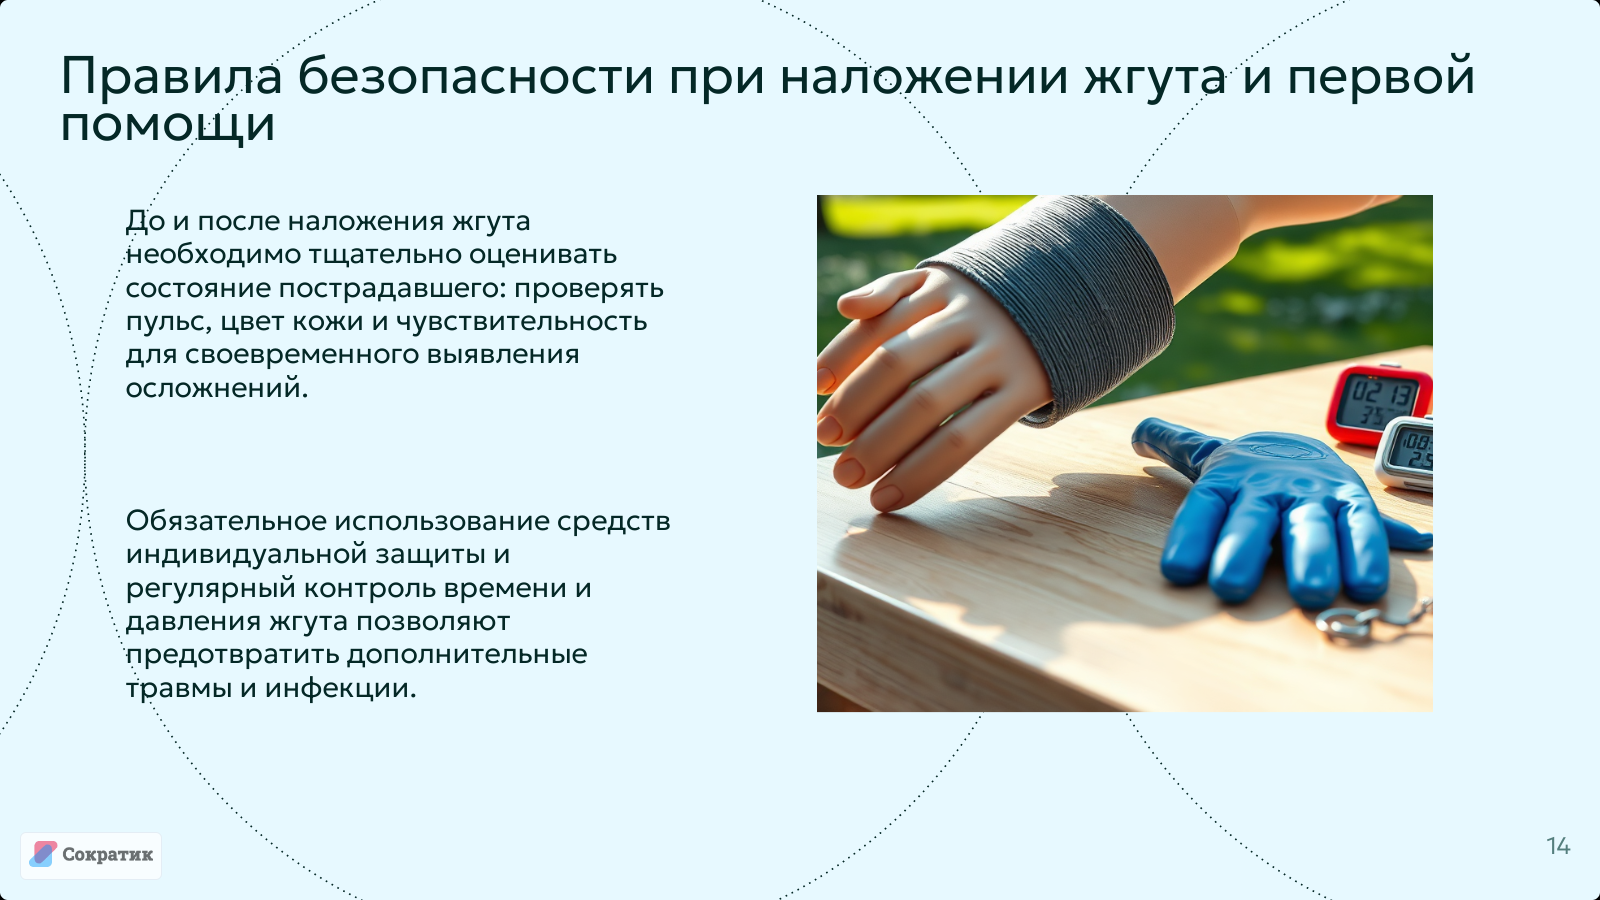 Правила безопасности при наложении жгута и первой
помощи
До и после наложения жгута
необходимо тщательно оценивать
состояние пострадавшего: проверять
пульс, цвет кожи и чувствительность
для своевременного выявления
осложнений.
Обязательное использование средств
индивидуальной защиты и
регулярный контроль времени и
давления жгута позволяют
предотвратить дополнительные
травмы и инфекции.
02 13
Сократик
14